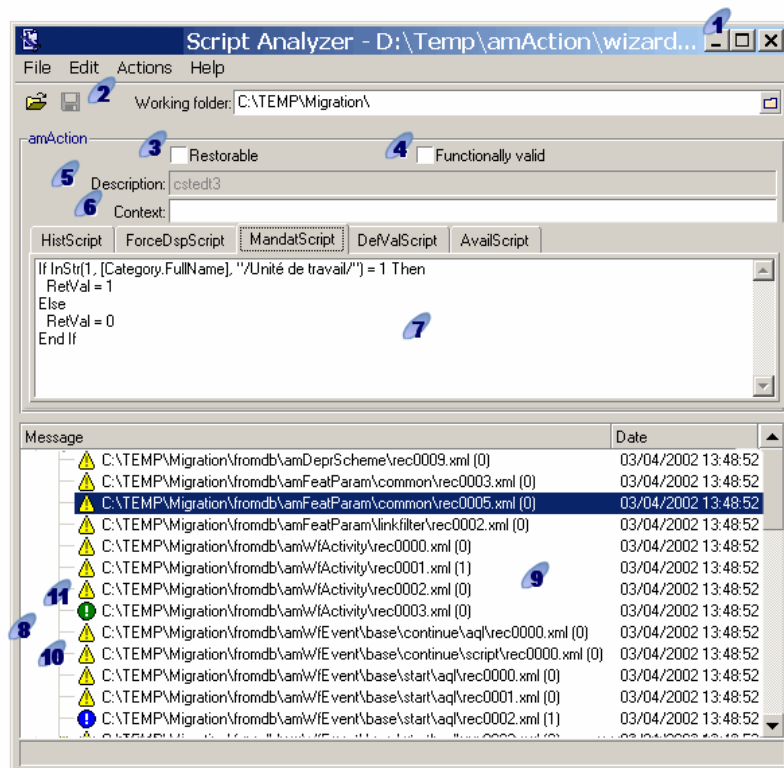 Script Analyzer - D:\Temp\amAction\wizard...
1
File Edit Actions Help
2
Working folder: C:\TEMP\Migration\
amAction
3 Restorable
4 Functionally valid
5 Description: cstedt3
6 Context:
HistScript ForceDspScript MandatScript DefValScript AvailScript
If InStr(1, [Category.FullName], "/Unité de travail/") = 1 Then
RetVal = 1
Else
RetVal = 0
End If
7
Message Date
C:\TEMP\Migration\fromdb\amDeprScheme\rec0009.xml (0) 03/04/2002 13:48:52
C:\TEMP\Migration\fromdb\amFeatParam\common\rec0003.xml (0) 03/04/2002 13:48:52
C:\TEMP\Migration\fromdb\amFeatParam\common\rec0005.xml (0) 03/04/2002 13:48:52
C:\TEMP\Migration\fromdb\amFeatParam\linkfilter\rec0002.xml (0) 03/04/2002 13:48:52
C:\TEMP\Migration\fromdb\amWfActivity\rec0000.xml (0) 03/04/2002 13:48:52
C:\TEMP\Migration\fromdb\amWfActivity\rec0001.xml (1) 03/04/2002 13:48:52
9
C:\TEMP\Migration\fromdb\amWfActivity\rec0002.xml (0) 03/04/2002 13:48:52
11
C:\TEMP\Migration\fromdb\amWfActivity\rec0003.xml (0) 03/04/2002 13:48:52
8
C:\TEMP\Migration\fromdb\amWfEvent\base\continue\aql\rec0000.xml (0) 03/04/2002 13:48:52
10
C:\TEMP\Migration\fromdb\amWfEvent\base\continue\script\rec0000.xml (0) 03/04/2002 13:48:52
C:\TEMP\Migration\fromdb\amWfEvent\base\start\aql\rec0000.xml (0) 03/04/2002 13:48:52
C:\TEMP\Migration\fromdb\amWfEvent\base\start\aql\rec0001.xml (0) 03/04/2002 13:48:52
C:\TEMP\Migration\fromdb\amWfEvent\base\start\aql\rec0002.xml (1) 03/04/2002 13:48:52